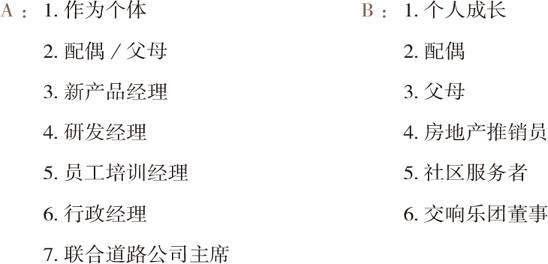 A： 1. 作为个体
2. 配偶 / 父母
3. 新产品经理
4. 研发经理
5. 员工培训经理
6. 行政经理
7. 联合道路公司主席
B： 1. 个人成长
2. 配偶
3. 父母
4. 房地产推销员
5. 社区服务者
6. 交响乐团董事